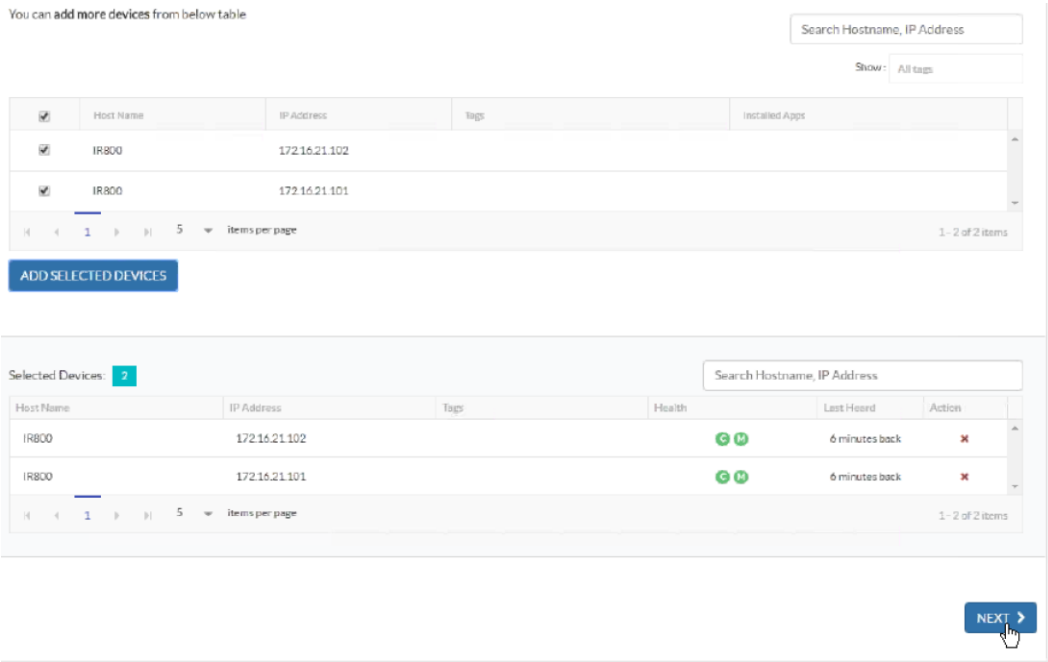 You can add more devices from below table
Search Hostname, IP Address
Show: All tags
Host Name IP Address Tags Installed Apps
IR800 172.16.21.102
IR800 172.16.21.101
1 5 items per page 1 - 2 of 2 items
ADD SELECTED DEVICES
Selected Devices: 2
Search Hostname, IP Address
Host Name IP Address Tags Health Last Heard Action
IR800 172.16.21.102 C M 6 minutes back
IR800 172.16.21.101 C M 6 minutes back
1 5 items per page 1 - 2 of 2 items
NEXT